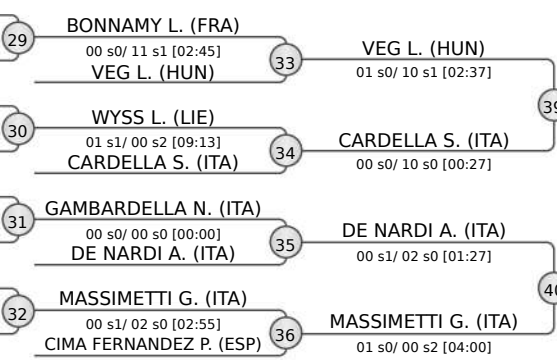 29
BONNAMY L. (FRA)
00 s0/ 11 s1 [02:45]
VEG L. (HUN)
33
VEG L. (HUN)
01 s0/ 10 s1 [02:37]
39
30
WYSS L. (LIE)
01 s1/ 00 s2 [09:13]
CARDELLA S. (ITA)
34
CARDELLA S. (ITA)
00 s0/ 10 s0 [00:27]
31
GAMBARDELLA N. (ITA)
00 s0/ 00 s0 [00:00]
DE NARDI A. (ITA)
35
DE NARDI A. (ITA)
00 s1/ 02 s0 [01:27]
40
32
MASSIMETTI G. (ITA)
00 s1/ 02 s0 [02:55]
CIMA FERNANDEZ P. (ESP)
36
MASSIMETTI G. (ITA)
01 s0/ 00 s2 [04:00]